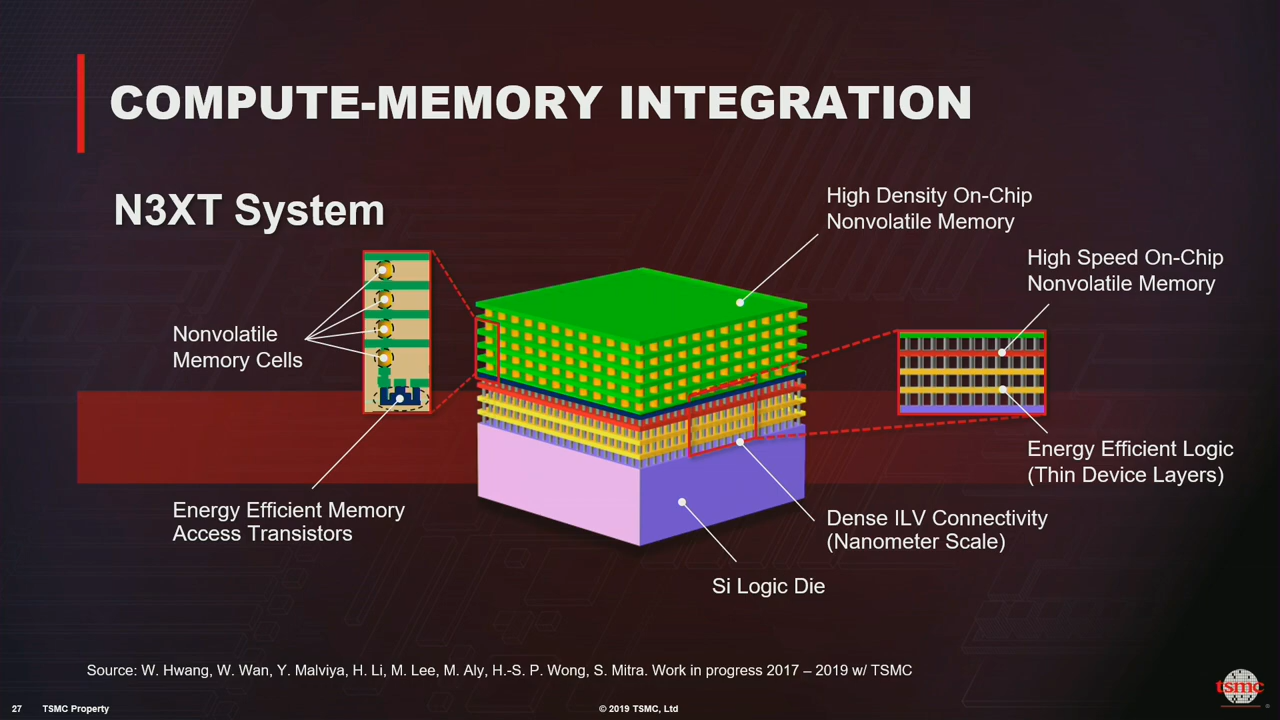 COMPUTE-MEMORY INTEGRATION
N3XT System
High Density On-Chip
Nonvolatile Memory
High Speed On-Chip
Nonvolatile Memory
Nonvolatile
Memory Cells
Energy Efficient Logic
(Thin Device Layers)
Energy Efficient Memory
Access Transistors
Dense ILV Connectivity
(Nanometer Scale)
Si Logic Die
Source: W. Hwang, W. Wan, Y. Malviya, H. Li, M. Lee, M. Aly, H.-S. P. Wong, S. Mitra. Work in progress 2017 – 2019 w/ TSMC
tsmc
27 TSMC Property © 2019 TSMC, Ltd